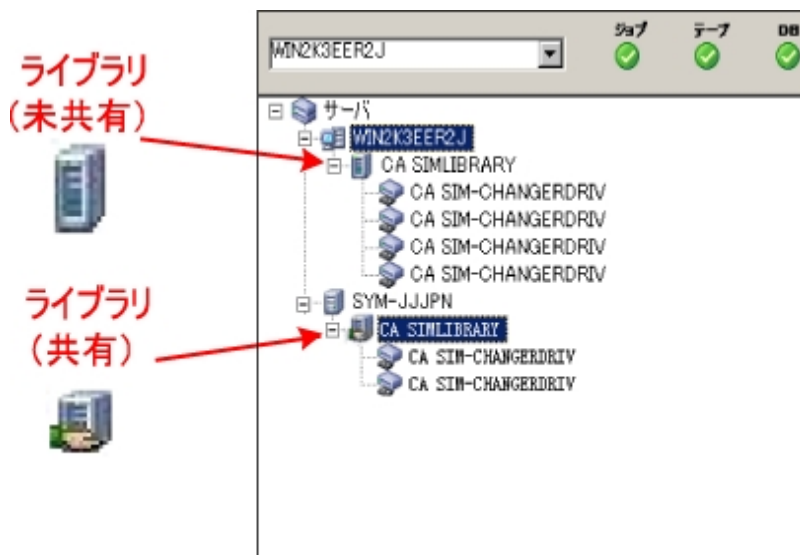 WIN2K3EER2J
ジョブ テープ DB
ライブラリ
(未共有)
サーバ
WIN2K3EER2J
CA SIMLIBRARY
CA SIM-CHANGERDRIV
CA SIM-CHANGERDRIV
CA SIM-CHANGERDRIV
CA SIM-CHANGERDRIV
ライブラリ
(共有)
SYM-JJJPN
CA SIMLIBRARY
CA SIM-CHANGERDRIV
CA SIM-CHANGERDRIV